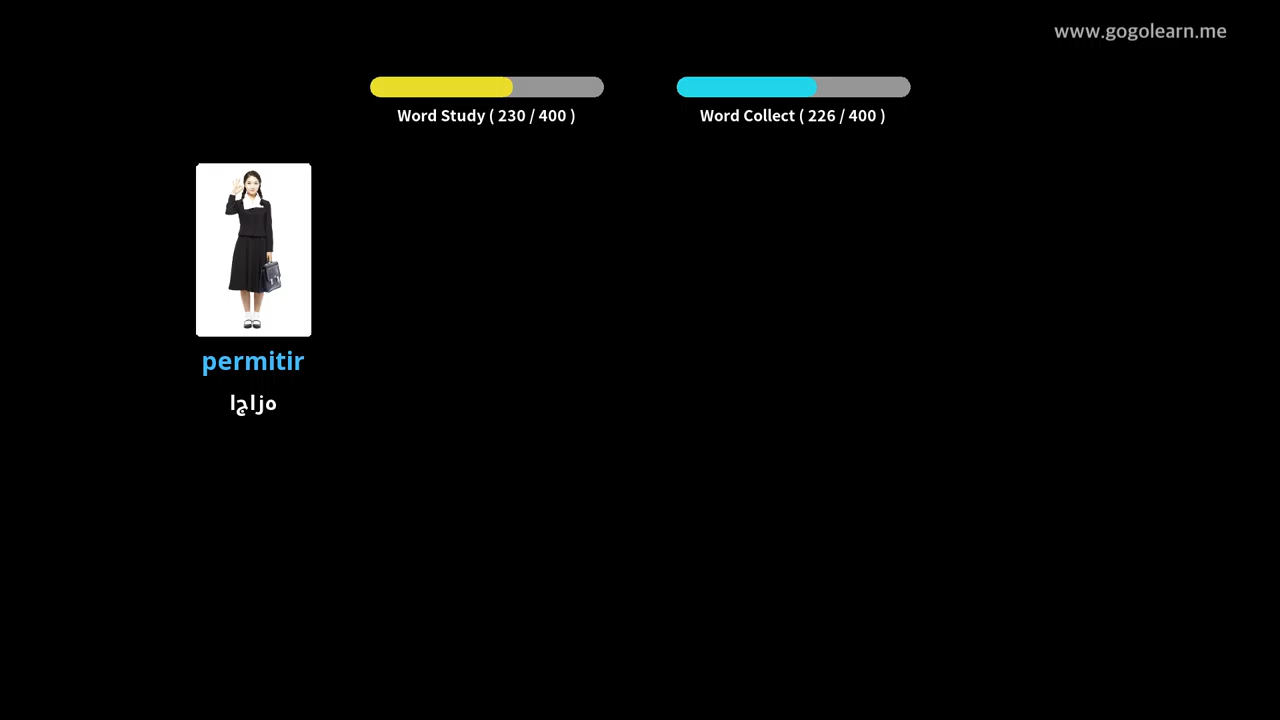 www.gogolearn.me
Word Study ( 230 / 400 )
Word Collect ( 226 / 400 )
permitir
اجازه